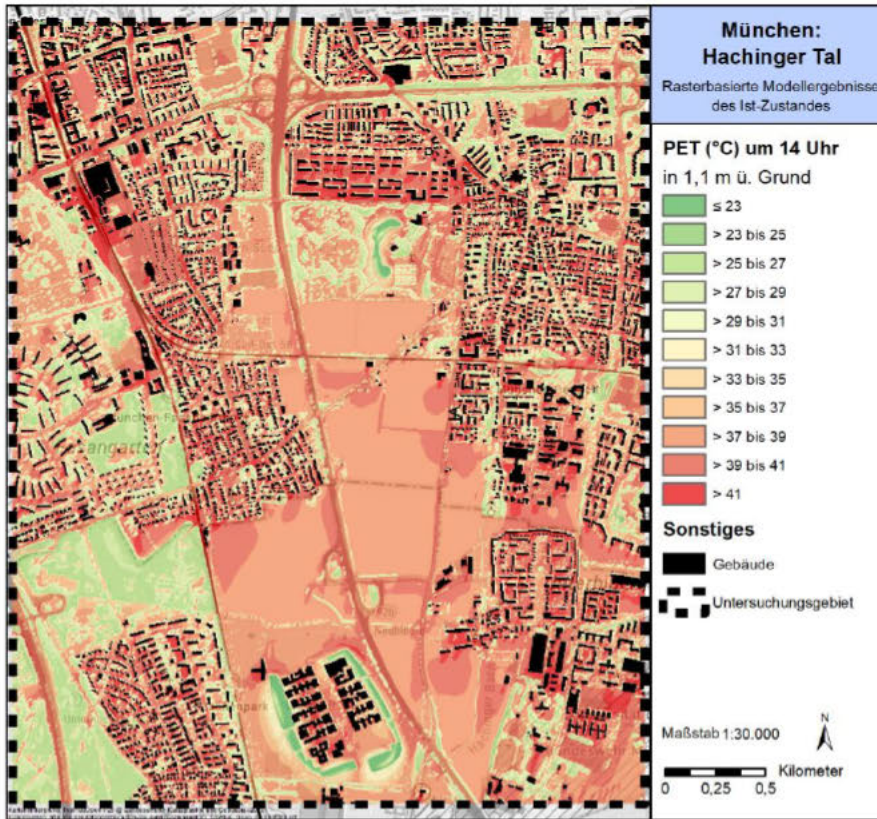 München:
Hachinger Tal
Rasterbasierte Modellergebnisse
des Ist-Zustandes
PET (°C) um 14 Uhr
in 1,1 m ü. Grund
≤ 23
> 23 bis 25
> 25 bis 27
> 27 bis 29
> 29 bis 31
> 31 bis 33
> 33 bis 35
> 35 bis 37
> 37 bis 39
> 39 bis 41
> 41
Sonstiges
Gebäude
Untersuchungsgebiet
Maßstab 1:30.000
N
Kilometer
0 0,25 0,5